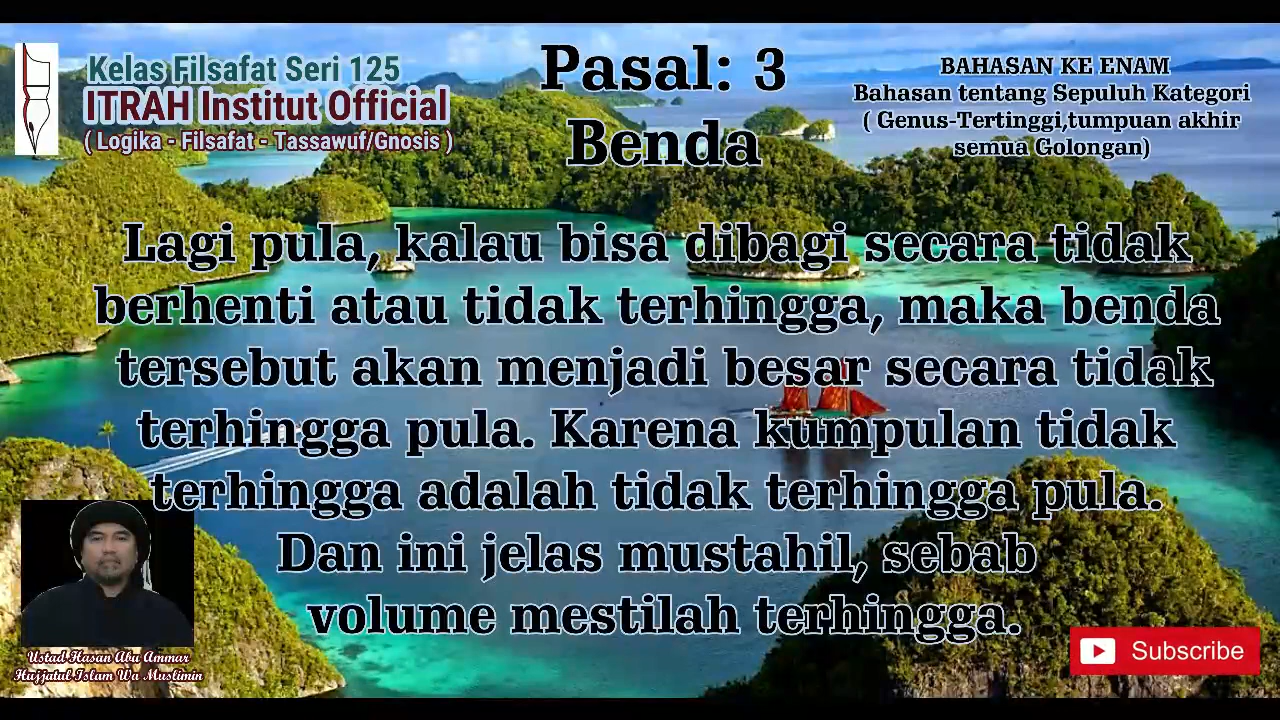 Kelas Filsafat Seri 125
ITRAH Institut Official
( Logika - Filsafat - Tassawuf/Gnosis )
Pasal: 3
Benda
BAHASAN KE ENAM
Bahasan tentang Sepuluh Kategori
( Genus-Tertinggi,tumpuan akhir
semua Golongan)
Lagi pula, kalau bisa dibagi secara tidak
berhenti atau tidak terhingga, maka benda
tersebut akan menjadi besar secara tidak
terhingga pula. Karena kumpulan tidak
terhingga adalah tidak terhingga pula.
Dan ini jelas mustahil, sebab
volume mestilah terhingga.
Ustad Hasan Abu Ammar
Hujjatul Islam Wa Muslimin
Subscribe